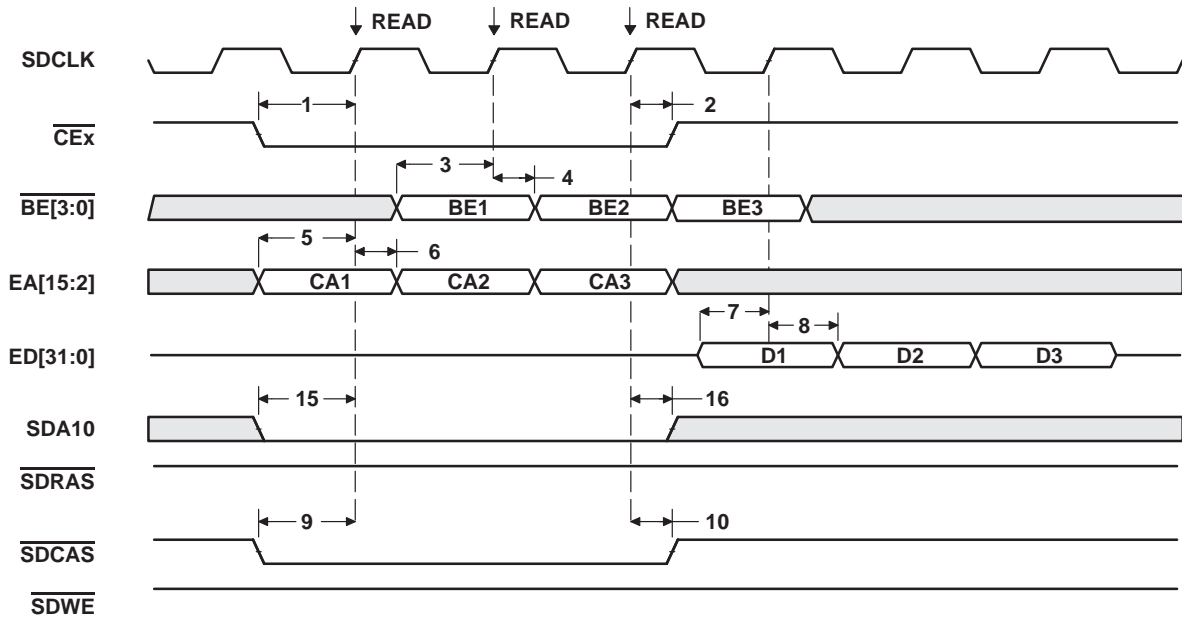 READ READ READ
SDCLK
1 2
CEx
3 4
BE[3:0] BE1 BE2 BE3
5 6
EA[15:2] CA1 CA2 CA3
7 8
ED[31:0] D1 D2 D3
15 16
SDA10
SDRAS
9 10
SDCAS
SDWE